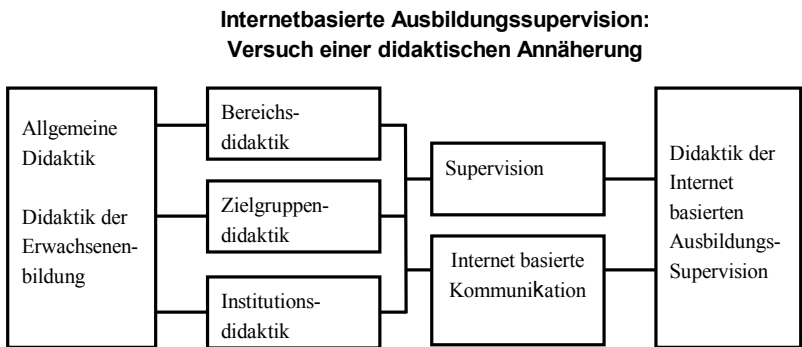 Internetbasierte Ausbildungssupervision:
Versuch einer didaktischen Annäherung
Allgemeine
Didaktik
Didaktik der
Erwachsenen-
bildung
Bereichs-
didaktik
Zielgruppen-
didaktik
Institutions-
didaktik
Supervision
Internet basierte
Kommunikation
Didaktik der
Internet
basierten
Ausbildungs-
Supervision